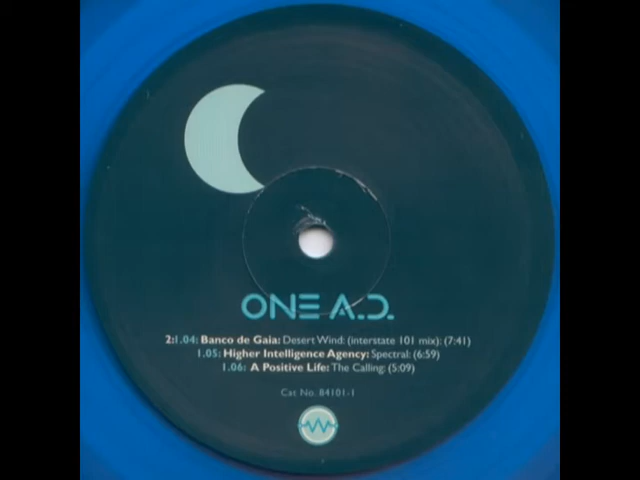 ONE A.D.
2:1.04: Banco de Gaia: Desert Wind: (interstate 101 mix): (7:41)
1.05: Higher Intelligence Agency: Spectral: (6:59)
1.06: A Positive Life: The Calling: (5:09)
Cat No. 84101-1